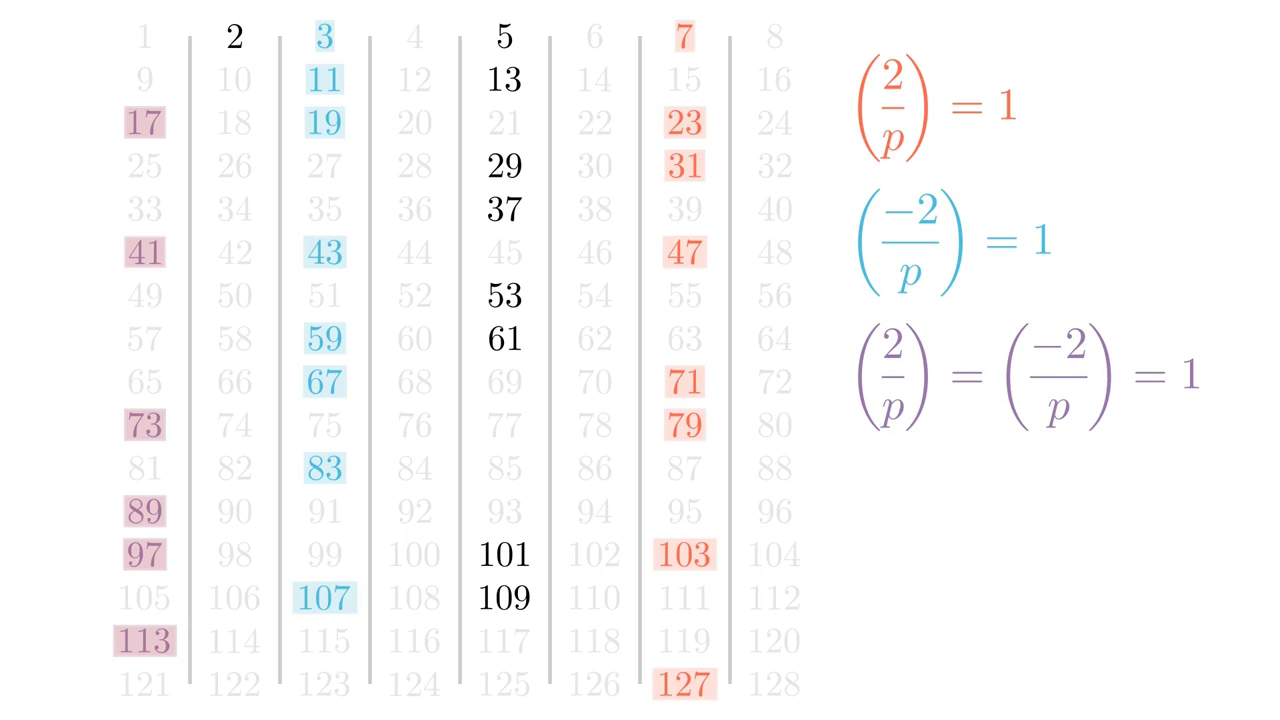 1 2 3 4 5 6 7 8
9 10 11 12 13 14 15 16
17 18 19 20 21 22 23 24
25 26 27 28 29 30 31 32
33 34 35 36 37 38 39 40
41 42 43 44 45 46 47 48
49 50 51 52 53 54 55 56
57 58 59 60 61 62 63 64
65 66 67 68 69 70 71 72
73 74 75 76 77 78 79 80
81 82 83 84 85 86 87 88
89 90 91 92 93 94 95 96
97 98 99 100 101 102 103 104
105 106 107 108 109 110 111 112
113 114 115 116 117 118 119 120
121 122 123 124 125 126 127 128
(2/p) = 1
(−2/p) = 1
(2/p) = (−2/p) = 1